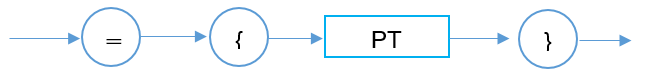 = { PT }